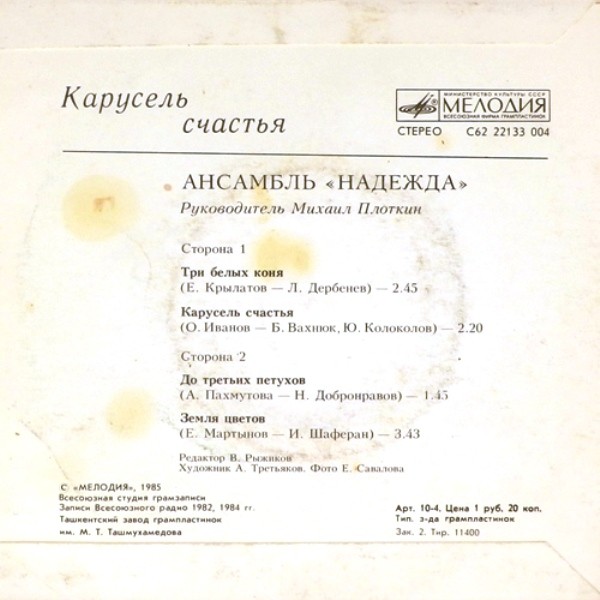 Карусель
счастья
МИНИСТЕРСТВО КУЛЬТУРЫ СССР
МЕЛОДИЯ
ВСЕСОЮЗНАЯ ФИРМА ГРАМПЛАСТИНОК
СТЕРЕО С62 22133 004
АНСАМБЛЬ «НАДЕЖДА»
Руководитель Михаил Плоткин
Сторона 1
Три белых коня
(Е. Крылатов — Л. Дербенев) — 2.45
Карусель счастья
(О. Иванов — Б. Вахнюк, Ю. Колоколов) — 2.20
Сторона 2
До третьих петухов
(А. Пахмутова — Н. Добронравов) — 1.45
Земля цветов
(Е. Мартынов — И. Шаферан) — 3.43
Редактор В. Рыжиков
Художник А. Третьяков. Фото Е. Савалова
С «МЕЛОДИЯ», 1985
Всесоюзная студия грамзаписи
Записи Всесоюзного радио 1982, 1984 гг.
Ташкентский завод грампластинок
им. М. Т. Ташмухамедова
Арт. 10-4. Цена 1 руб. 20 коп.
Тип. з-да грампластинок
Зак. 2. Тир. 11400